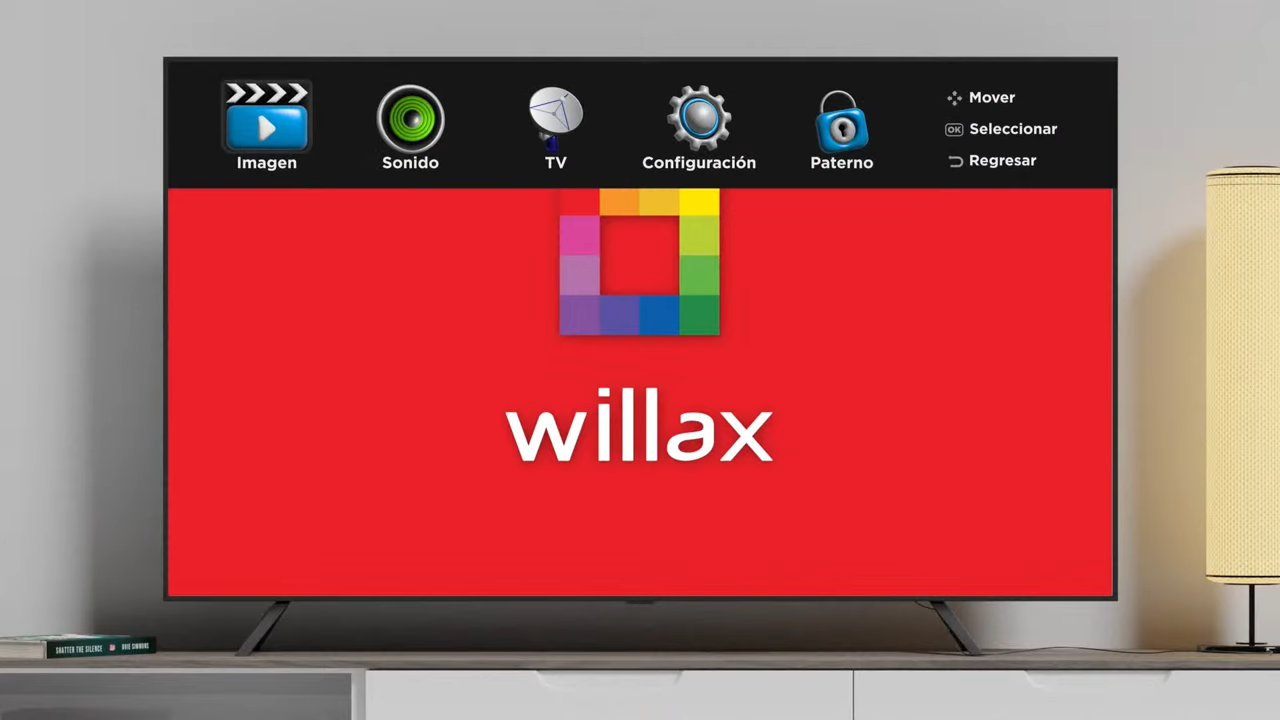 Imagen
Sonido
TV
Configuración
Paterno
Mover
OK Seleccionar
Regresar
willax
SHATTER THE SILENCE